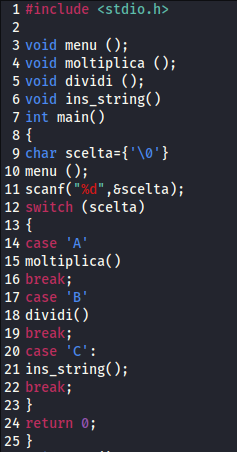 1 #include <stdio.h>
2
3 void menu ();
4 void moltiplica ();
5 void dividi ();
6 void ins_string()
7 int main()
8 {
9 char scelta={'\0'}
10 menu ();
11 scanf("%d",&scelta);
12 switch (scelta)
13 {
14 case 'A'
15 moltiplica()
16 break;
17 case 'B'
18 dividi()
19 break;
20 case 'C':
21 ins_string();
22 break;
23 }
24 return 0;
25 }